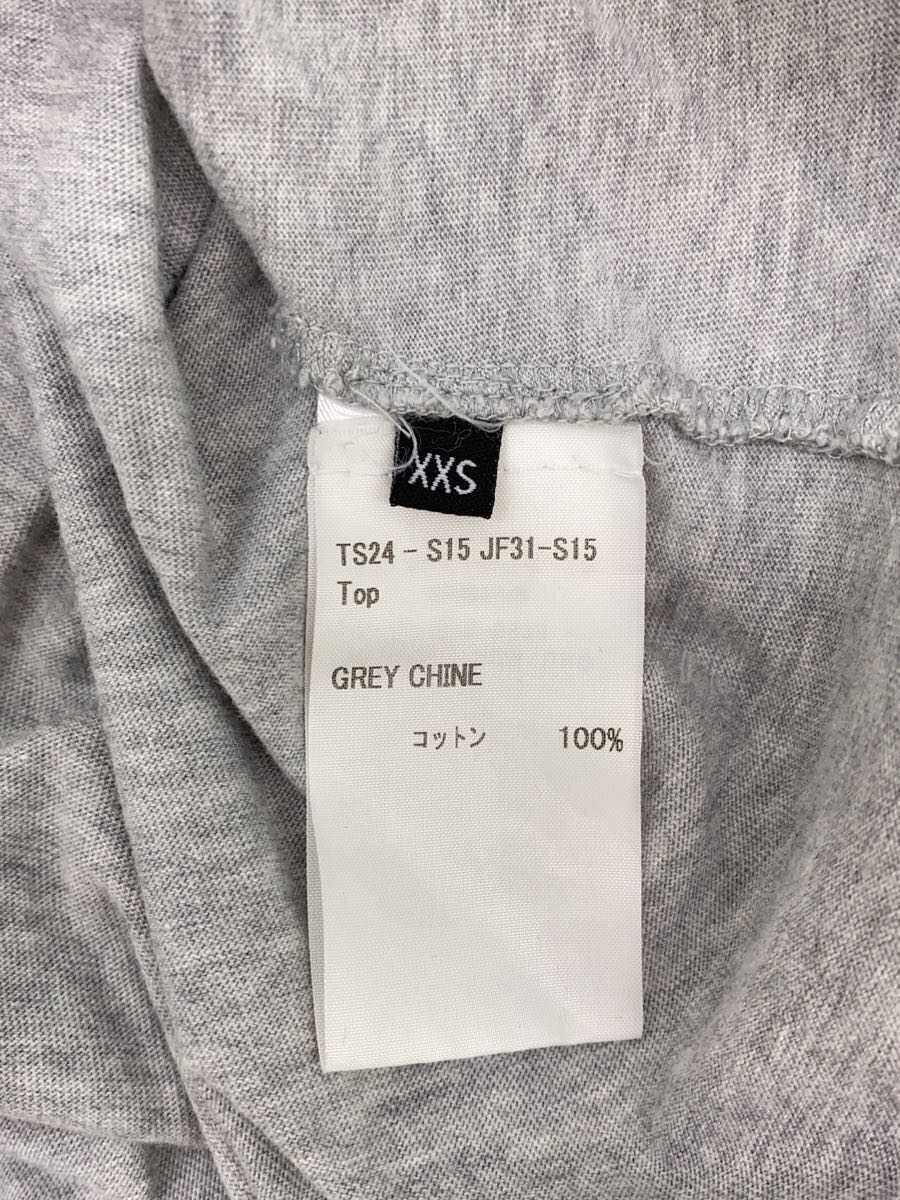 XXS
TS24 - S15 JF31-S15
Top
GREY CHINE
コットン 100%